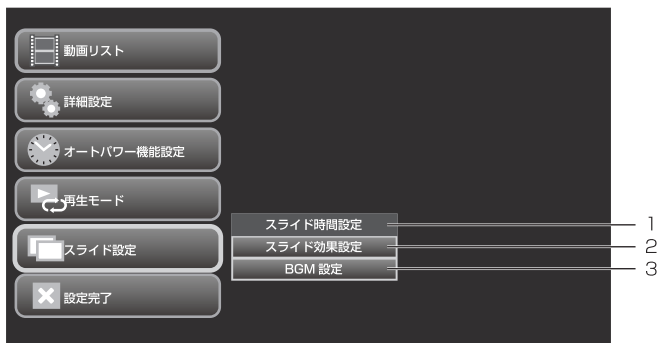 動画リスト
詳細設定
オートパワー機能設定
再生モード
スライド設定
設定完了
スライド時間設定
スライド効果設定
BGM 設定
1
2
3